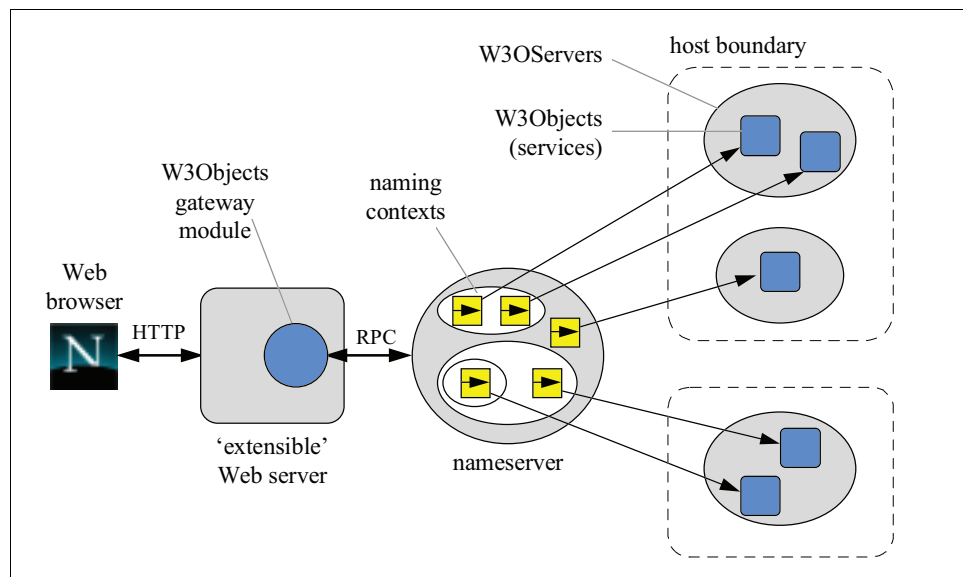 host boundary
W3OServers
W3Objects
(services)
W3Objects
gateway
module
naming
contexts
Web
browser
N
HTTP
RPC
‘extensible’
Web server
nameserver